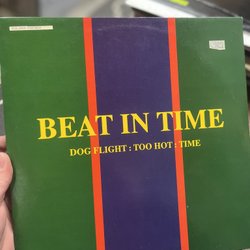 BEAT IN TIME
DOG FLIGHT : TOO HOT : TIME